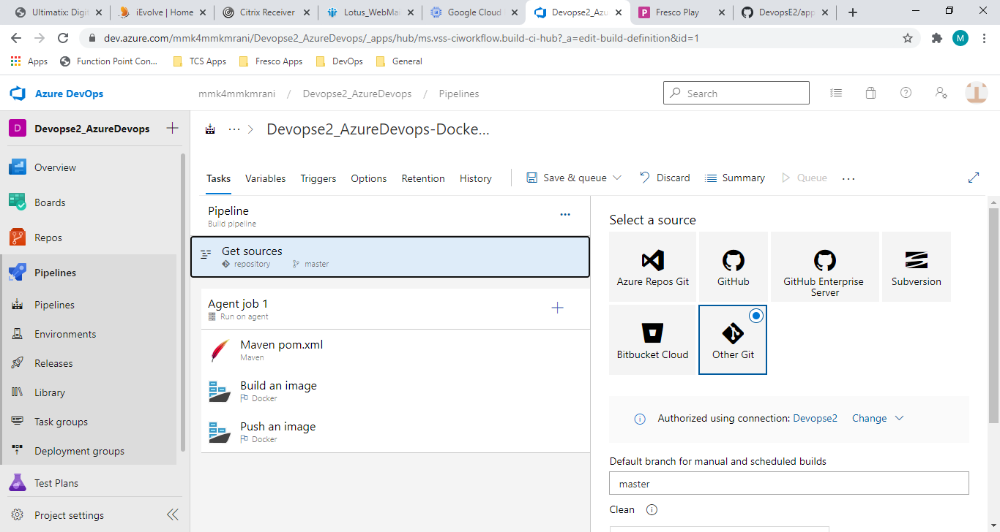 Ultimatix: Digit
iEvolve | Home
Citrix Receiver
Lotus_WebMai
Google Cloud
Devopse2_Azu
Fresco Play
DevopsE2/app
dev.azure.com/mmk4mmkmrani/Devopse2_AzureDevops/_apps/hub/ms.vss-ciworkflow.build-ci-hub?_a=edit-build-definition&id=1
M
Apps
Function Point Con...
TCS Apps
Fresco Apps
DevOps
General
Azure DevOps
mmk4mmkmrani / Devopse2_AzureDevops / Pipelines
Search
D
Devopse2_AzureDevops
Overview
Boards
Repos
Pipelines
Pipelines
Environments
Releases
Library
Task groups
Deployment groups
Test Plans
Project settings
... > Devopse2_AzureDevops-Docke...
Tasks
Variables
Triggers
Options
Retention
History
Save & queue
Discard
Summary
Queue
...
Pipeline
Build pipeline
...
Get sources
repository
master
Agent job 1
Run on agent
Maven pom.xml
Maven
Build an image
Docker
Push an image
Docker
Select a source
Azure Repos Git
GitHub
GitHub Enterprise
Server
Subversion
Bitbucket Cloud
Other Git
Authorized using connection: Devopse2
Change
Default branch for manual and scheduled builds
master
Clean